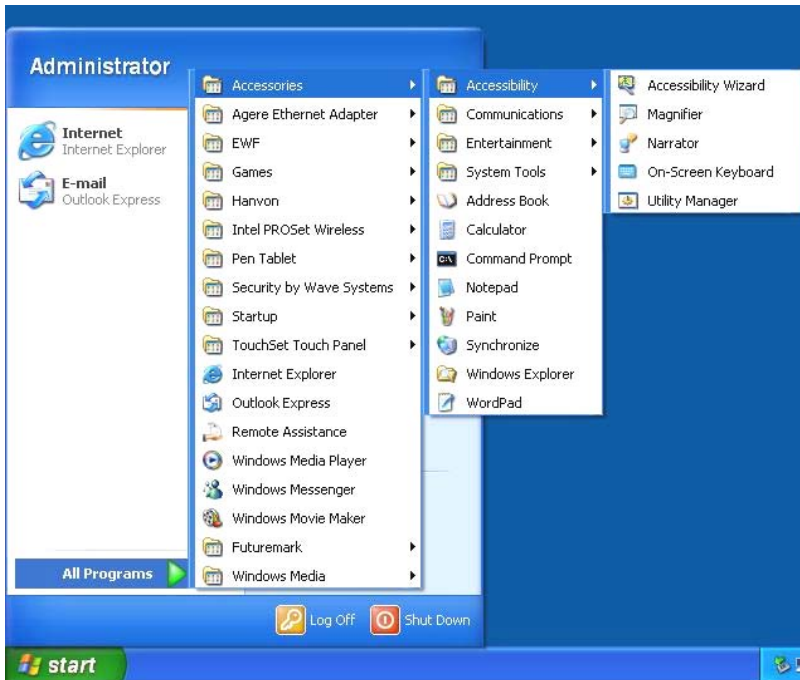 Administrator
Internet
Internet Explorer
E-mail
Outlook Express
All Programs
Accessories
Agere Ethernet Adapter
EWF
Games
Hanvon
Intel PROSet Wireless
Pen Tablet
Security by Wave Systems
Startup
TouchSet Touch Panel
Internet Explorer
Outlook Express
Remote Assistance
Windows Media Player
Windows Messenger
Windows Movie Maker
Futuremark
Windows Media
Accessibility
Communications
Entertainment
System Tools
Address Book
Calculator
Command Prompt
Notepad
Paint
Synchronize
Windows Explorer
WordPad
Accessibility Wizard
Magnifier
Narrator
On-Screen Keyboard
Utility Manager
Log Off
Shut Down
start